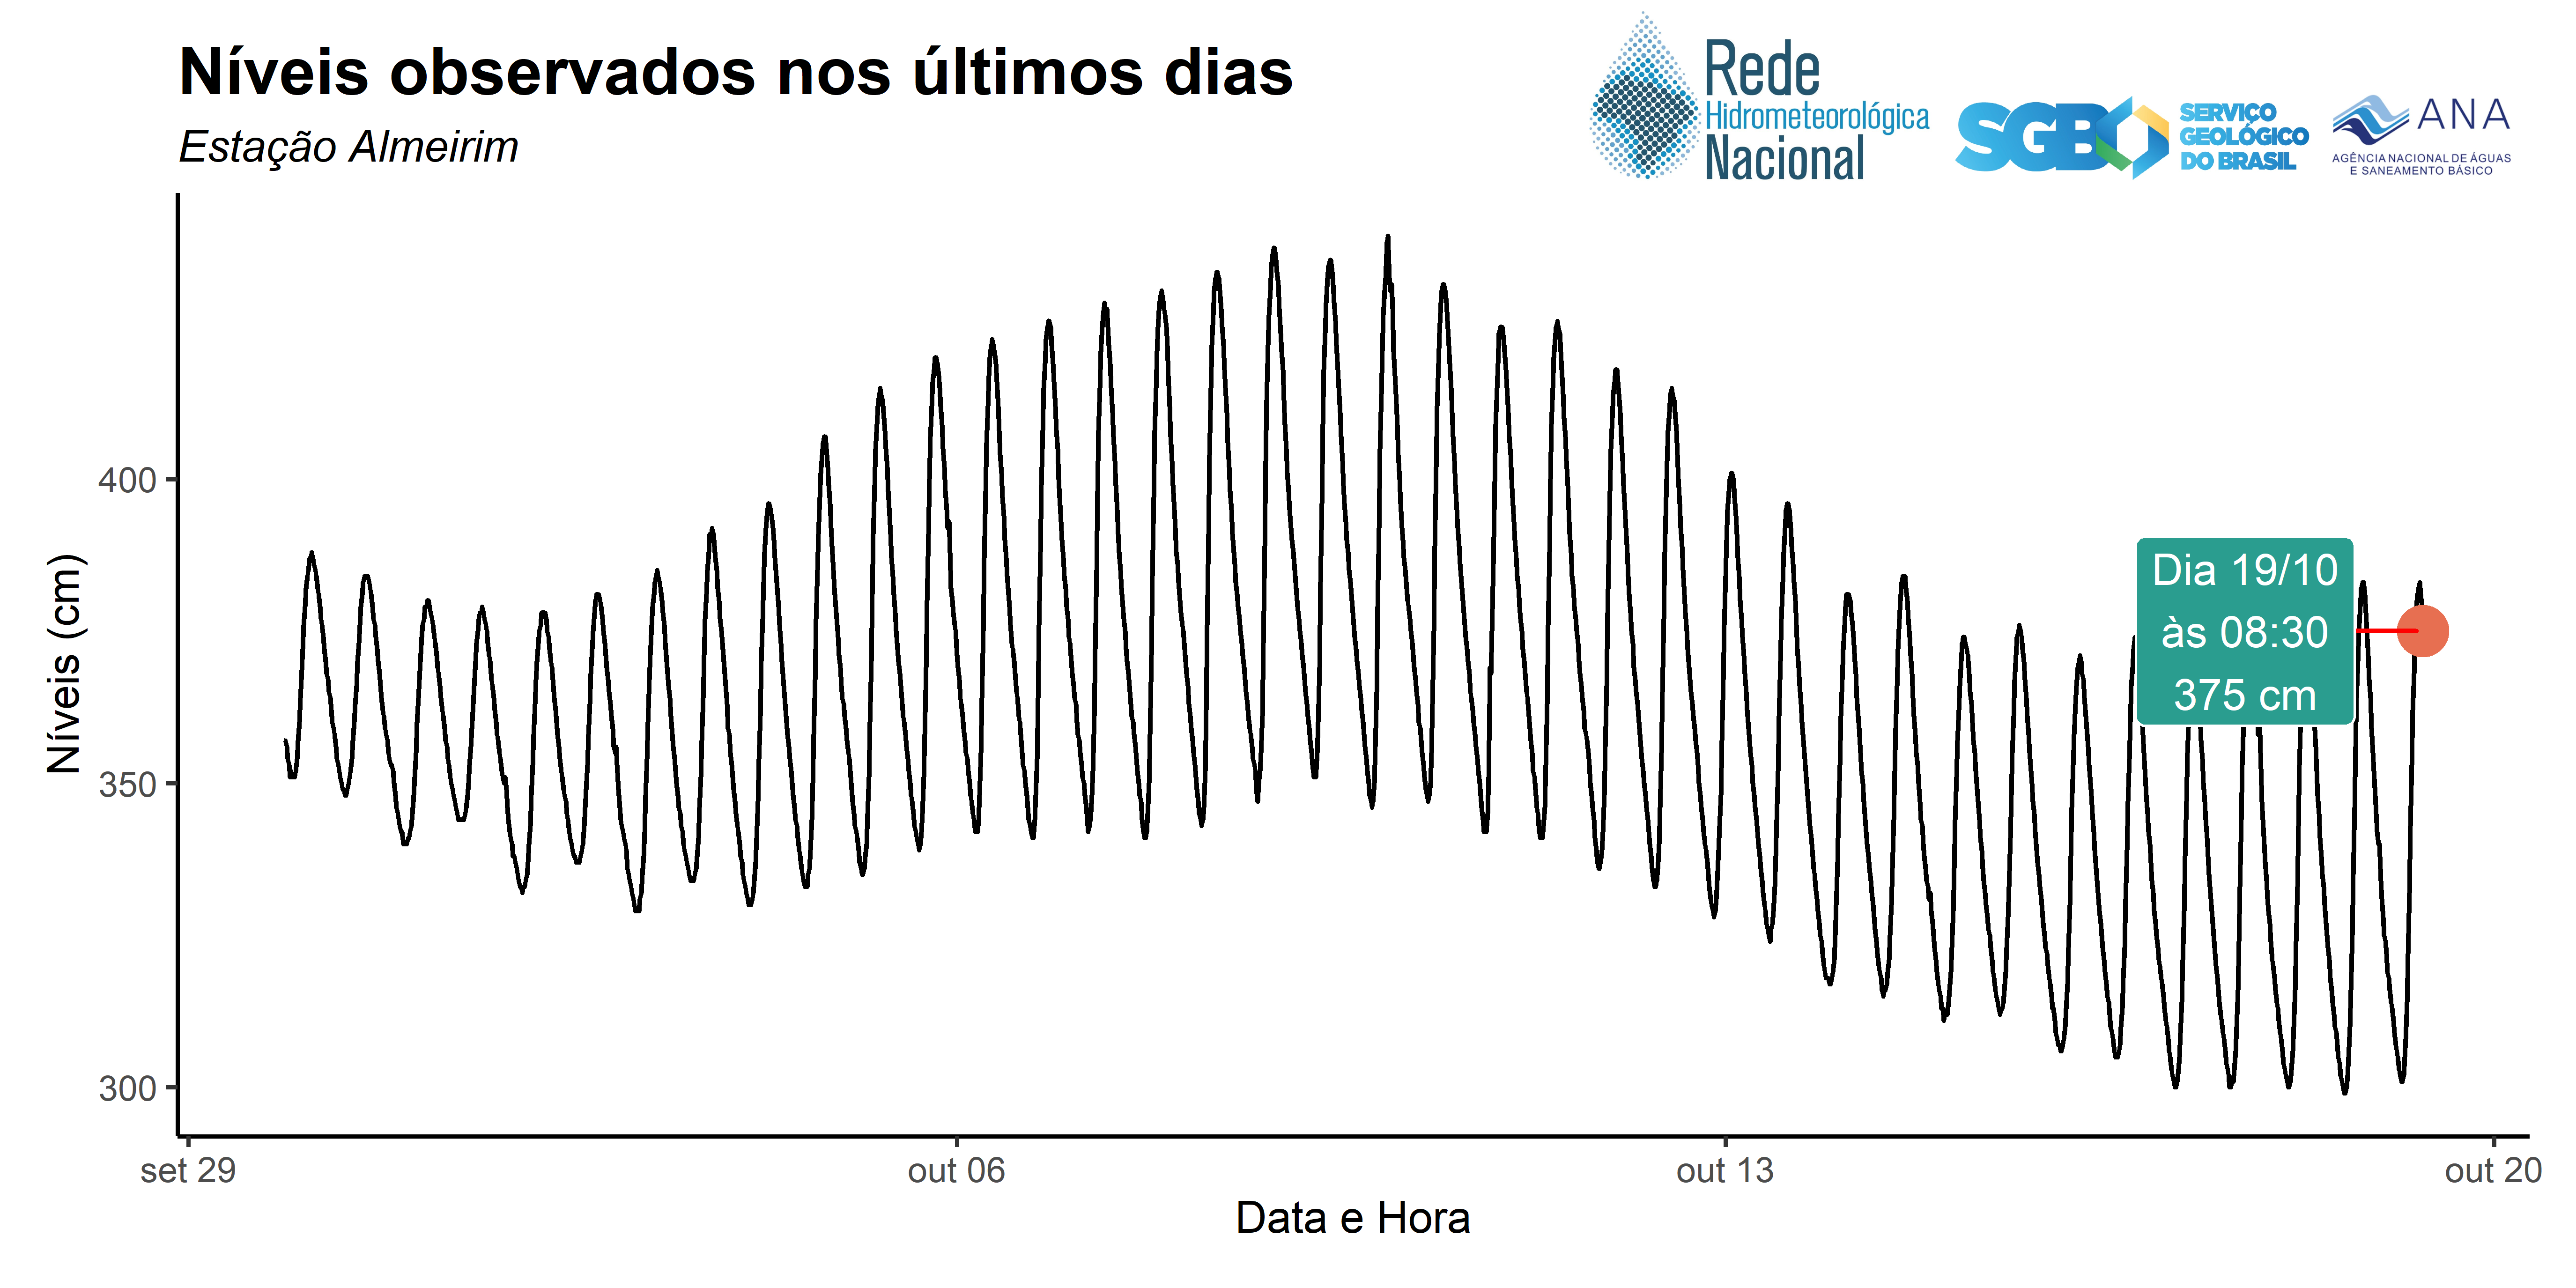 Níveis observados nos últimos dias
Estação Almeirim
Rede
Hidrometeorológica
Nacional
SGB
SERVIÇO
GEOLÓGICO
DO BRASIL
ANA
AGÊNCIA NACIONAL DE ÁGUAS
E SANEAMENTO BÁSICO
Níveis (cm)
400
350
300
Dia 19/10
às 08:30
375 cm
set 29
out 06
out 13
out 20
Data e Hora